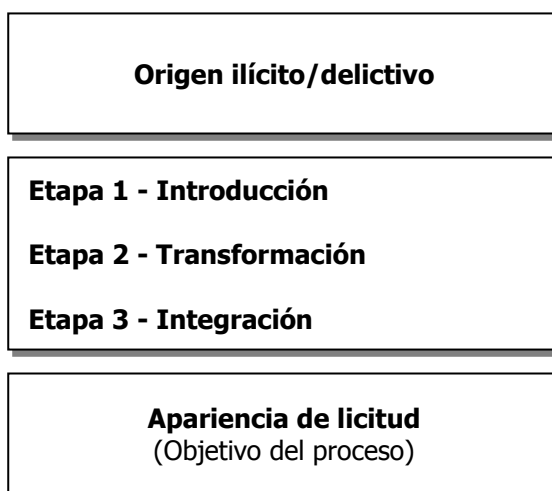 Origen ilícito/delictivo
Etapa 1 - Introducción
Etapa 2 - Transformación
Etapa 3 - Integración
Apariencia de licitud
(Objetivo del proceso)